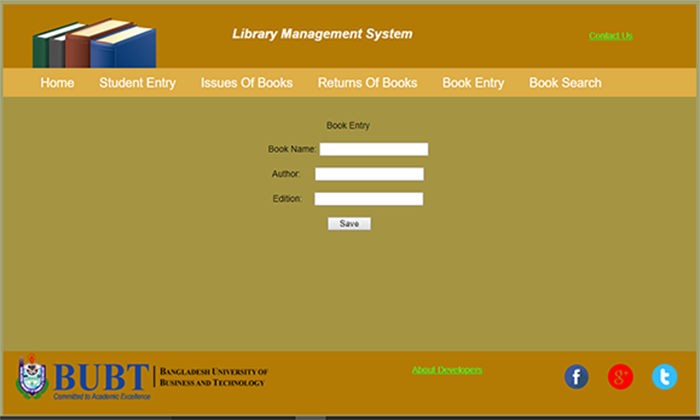 Library Management System
Contact Us
Home Student Entry Issues Of Books Returns Of Books Book Entry Book Search
Book Entry
Book Name:
Author:
Edition:
Save
BUBT
Committed to Academic Excellence
BANGLADESH UNIVERSITY OF
BUSINESS AND TECHNOLOGY
About Developers
f
g+